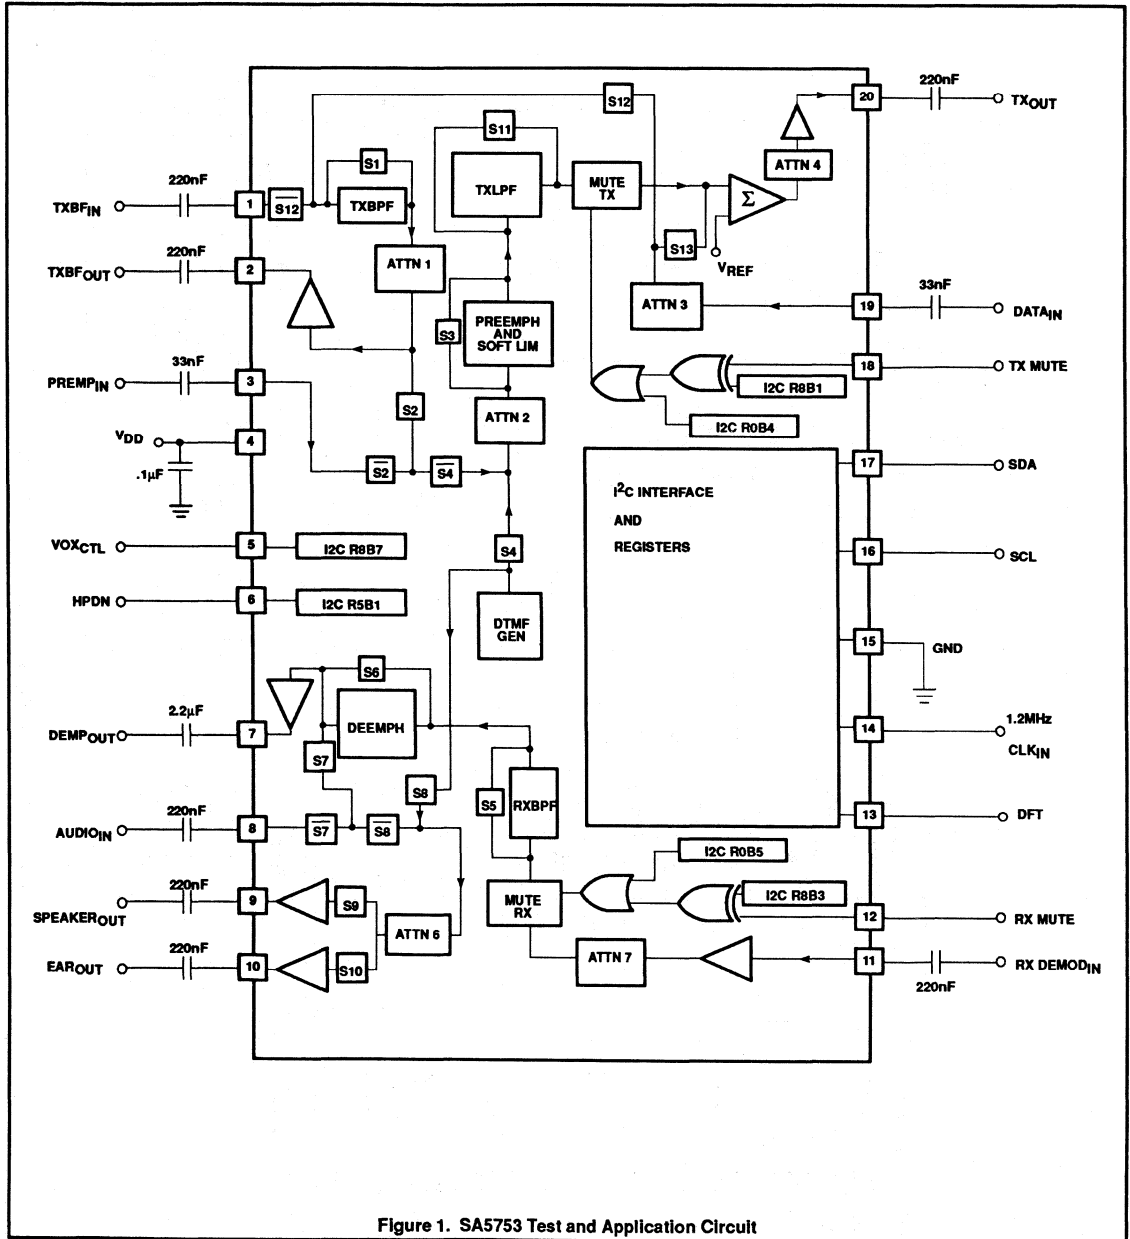 220nF
TXOUT
20
S12
S11
ATTN 4
S1
220nF
TXBFIN
1
S̅1̅2̅
TXBPF
TXLPF
MUTE
TX
Σ
220nF
TXBFOUT
2
ATTN 1
S13
VREF
ATTN 3
19
33nF
DATAIN
S3
PREEMPH
AND
SOFT LIM
33nF
PREMPIN
3
18
TX MUTE
I2C R8B1
S2
ATTN 2
I2C R0B4
VDD
4
.1µF
S̅2̅
S̅4̅
17
SDA
I2C INTERFACE
AND
REGISTERS
VOXCTL
5
I2C R8B7
S4
16
SCL
HPDN
6
I2C R5B1
DTMF
GEN
15
GND
S6
2.2µF
DEMPOUT
7
DEEMPH
14
1.2MHz
CLKIN
S7
S8
S5
RXBPF
220nF
AUDIOIN
8
S̅7̅
S̅8̅
13
DFT
I2C R0B5
220nF
SPEAKEROUT
9
S9
MUTE
RX
I2C R8B3
12
RX MUTE
ATTN 6
220nF
EAROUT
10
S10
ATTN 7
11
220nF
RX DEMODIN
Figure 1. SA5753 Test and Application Circuit